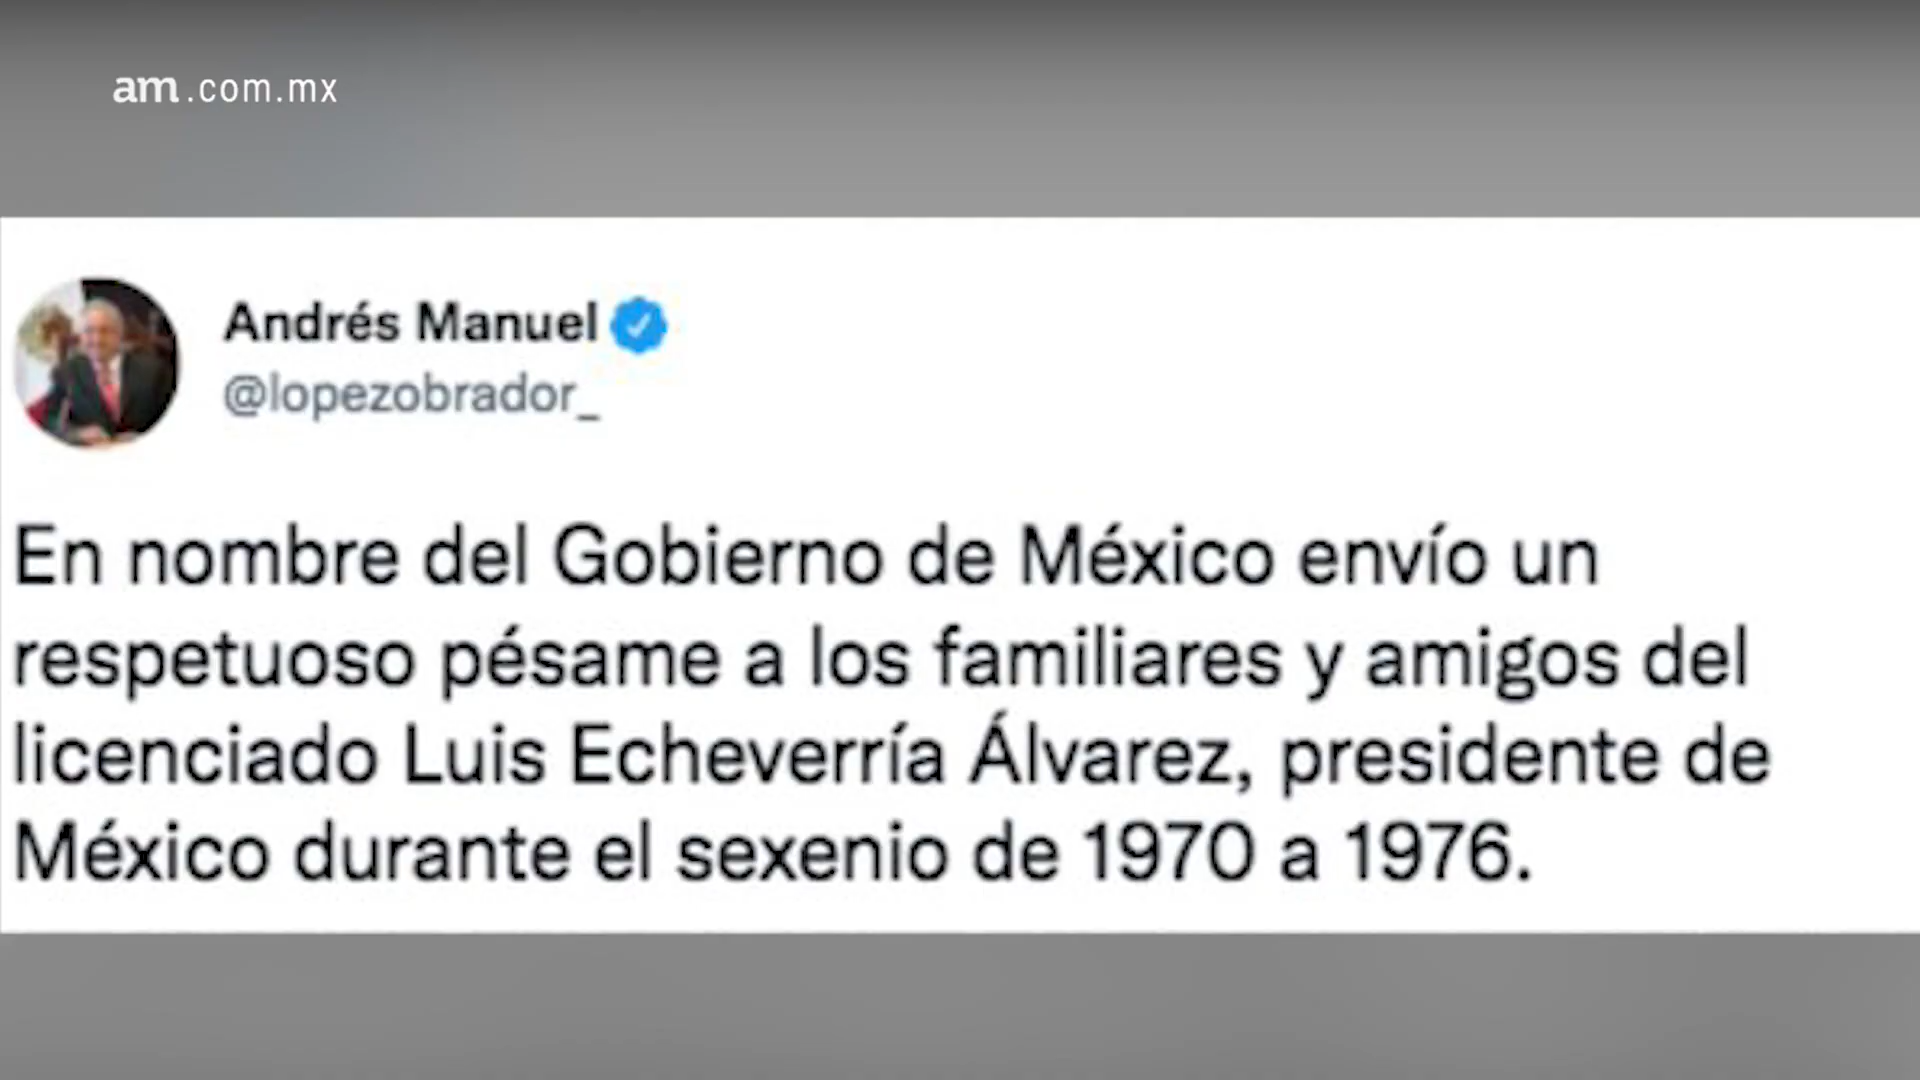 am.com.mx
Andrés Manuel
@lopezobrador_
En nombre del Gobierno de México envío un
respetuoso pésame a los familiares y amigos del
licenciado Luis Echeverría Álvarez, presidente de
México durante el sexenio de 1970 a 1976.